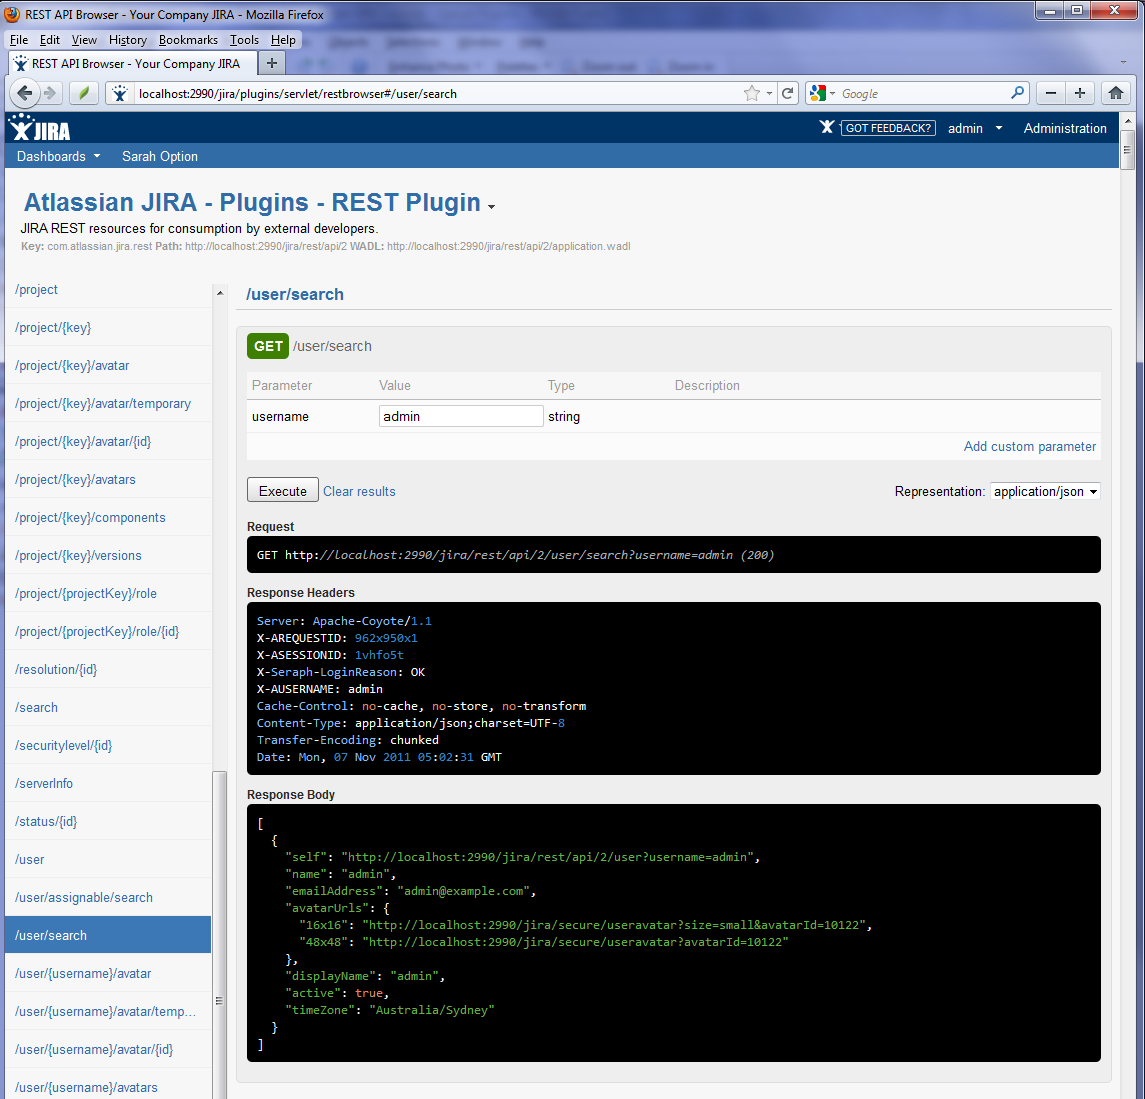 REST API Browser - Your Company JIRA - Mozilla Firefox
File Edit View History Bookmarks Tools Help
REST API Browser - Your Company JIRA
localhost:2990/jira/plugins/servlet/restbrowser#/user/search
Google
JIRA
GOT FEEDBACK? admin Administration
Dashboards Sarah Option
Atlassian JIRA - Plugins - REST Plugin
JIRA REST resources for consumption by external developers.
Key: com.atlassian.jira.rest Path: http://localhost:2990/jira/rest/api/2 WADL: http://localhost:2990/jira/rest/api/2/application.wadl
/project
/project/{key}
/project/{key}/avatar
/project/{key}/avatar/temporary
/project/{key}/avatar/{id}
/project/{key}/avatars
/project/{key}/components
/project/{key}/versions
/project/{projectKey}/role
/project/{projectKey}/role/{id}
/resolution/{id}
/search
/securitylevel/{id}
/serverInfo
/status/{id}
/user
/user/assignable/search
/user/search
/user/{username}/avatar
/user/{username}/avatar/temp...
/user/{username}/avatar/{id}
/user/{username}/avatars
/user/search
GET /user/search
Parameter Value Type Description
username admin string
Add custom parameter
Execute Clear results Representation: application/json
Request
GET http://localhost:2990/jira/rest/api/2/user/search?username=admin (200)
Response Headers
Server: Apache-Coyote/1.1
X-AREQUESTID: 962x950x1
X-ASESSIONID: 1vhfo5t
X-Seraph-LoginReason: OK
X-AUSERNAME: admin
Cache-Control: no-cache, no-store, no-transform
Content-Type: application/json;charset=UTF-8
Transfer-Encoding: chunked
Date: Mon, 07 Nov 2011 05:02:31 GMT
Response Body
[
{
"self": "http://localhost:2990/jira/rest/api/2/user?username=admin",
"name": "admin",
"emailAddress": "admin@example.com",
"avatarUrls": {
"16x16": "http://localhost:2990/jira/secure/useravatar?size=small&avatarId=10122",
"48x48": "http://localhost:2990/jira/secure/useravatar?avatarId=10122"
},
"displayName": "admin",
"active": true,
"timeZone": "Australia/Sydney"
}
]